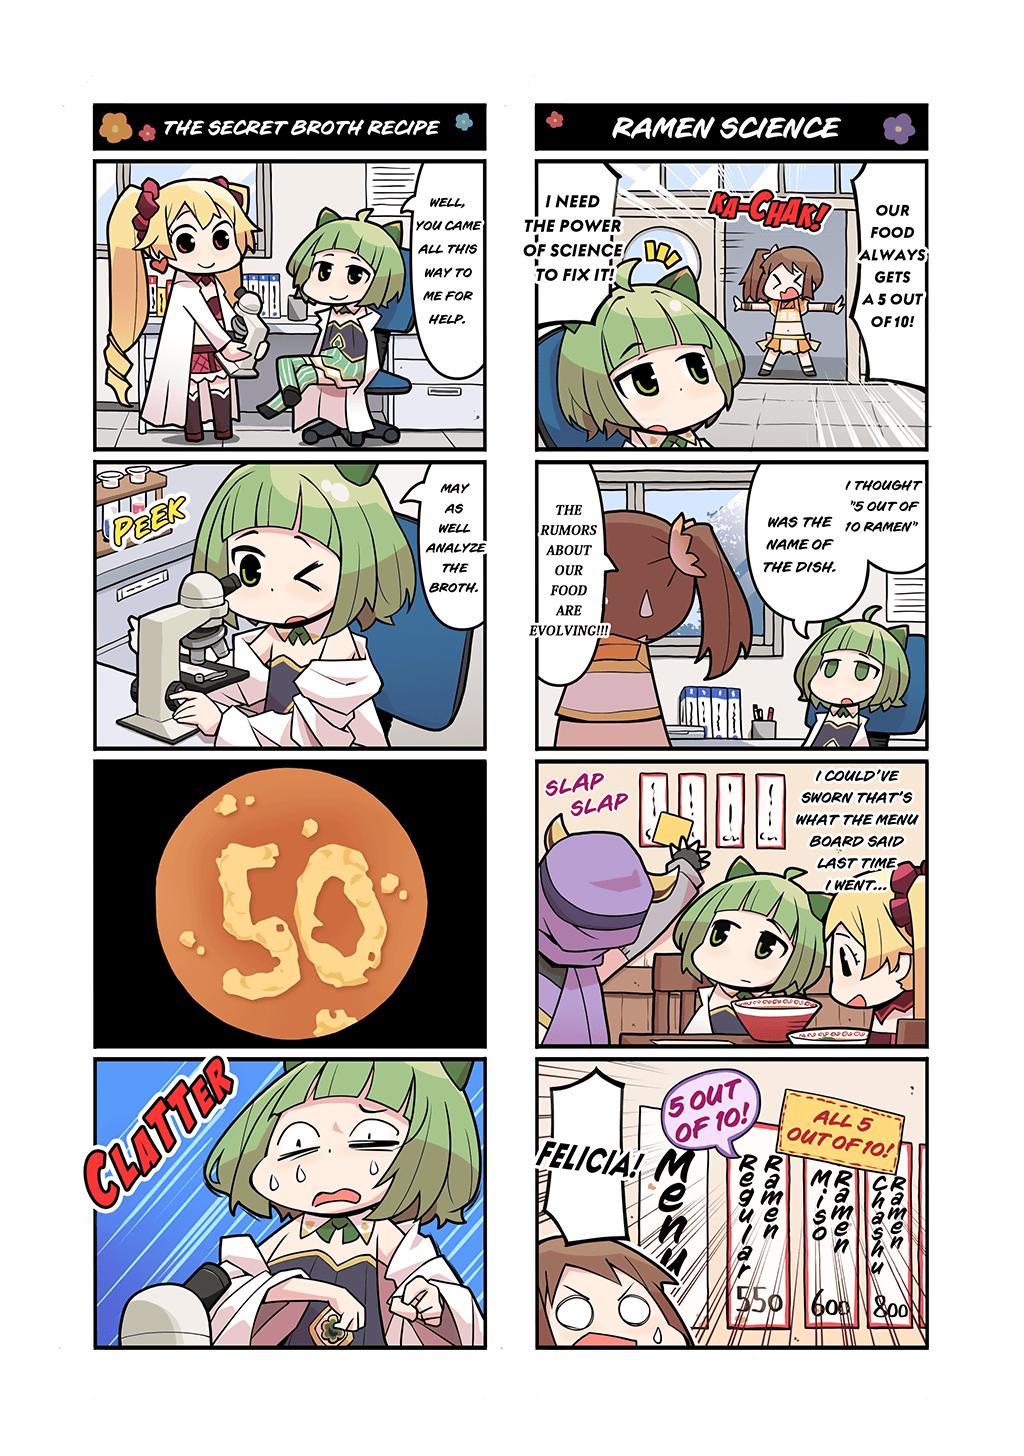 RAMEN SCIENCE
OUR
FOOD
ALWAYS
GETS
A 5 OUT
OF 10!
KA-CHAK!
I NEED
THE POWER
OF SCIENCE
TO FIX IT!
I THOUGHT
"5 OUT OF
10 RAMEN"
WAS THE
NAME OF
THE DISH.
THE
RUMORS
ABOUT
OUR
FOOD
ARE
EVOLVING!!!
I COULD'VE
SWORN THAT'S
WHAT THE MENU
BOARD SAID
LAST TIME
I WENT...
SLAP
SLAP
ALL 5
OUT OF 10!
5 OUT
OF 10!
Menu
Regular
Ramen
550
Miso
Ramen
600
Chashu
Ramen
800
FELICIA!
THE SECRET BROTH RECIPE
WELL,
YOU CAME
ALL THIS
WAY TO
ME FOR
HELP.
MAY
AS
WELL
ANALYZE
THE
BROTH.
PEEK
50
CLATTER